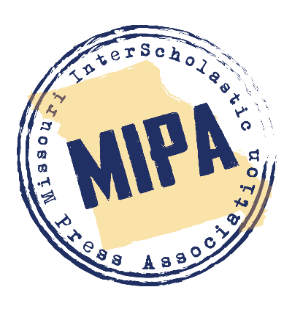 Missouri InterScholastic
MIPA
Press Association